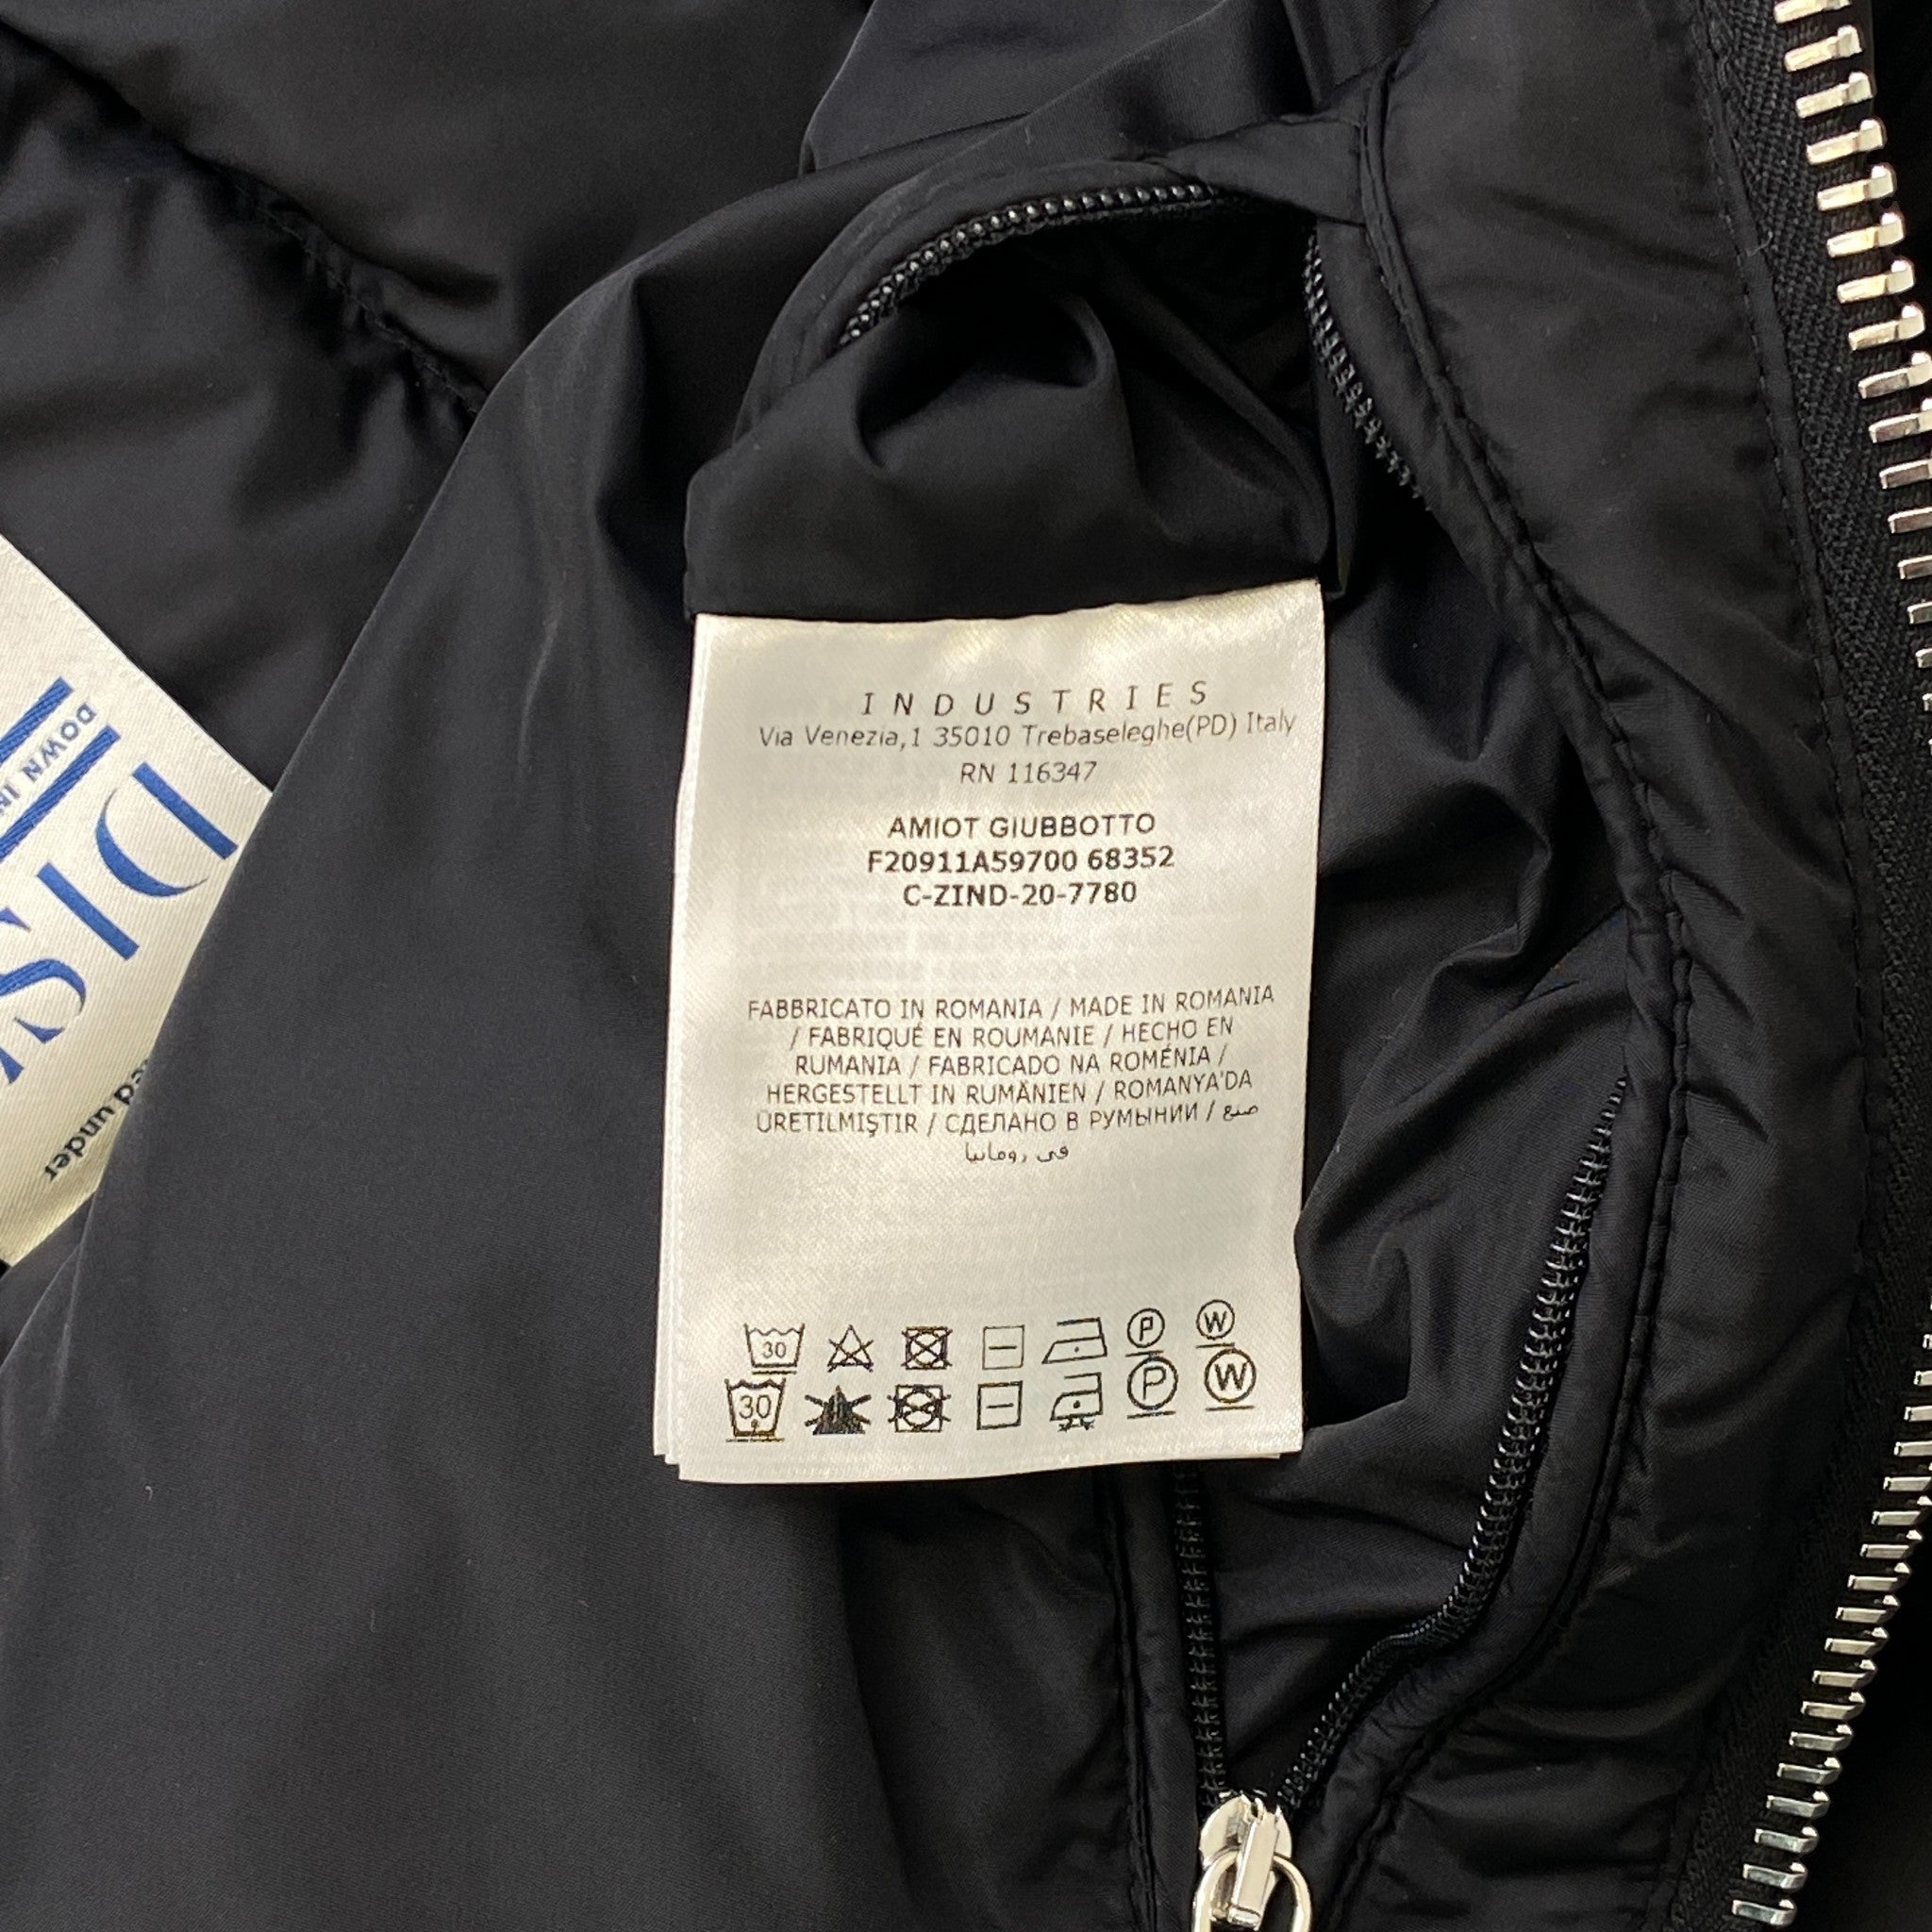 INDUSTRIES
Via Venezia,1 35010 Trebaseleghe(PD) Italy
RN 116347
AMIOT GIUBBOTTO
F20911A59700 68352
C-ZIND-20-7780
FABBRICATO IN ROMANIA / MADE IN ROMANIA
/ FABRIQUÉ EN ROUMANIE / HECHO EN
RUMANIA / FABRICADO NA ROMÉNIA /
HERGESTELLT IN RUMÄNIEN / ROMANYA'DA
ÜRETILMIŞTIR / СДЕЛАНО В РУМЫНИИ / صنع
في رومانيا
30 P W
30 P W
DOWN
DIS
under